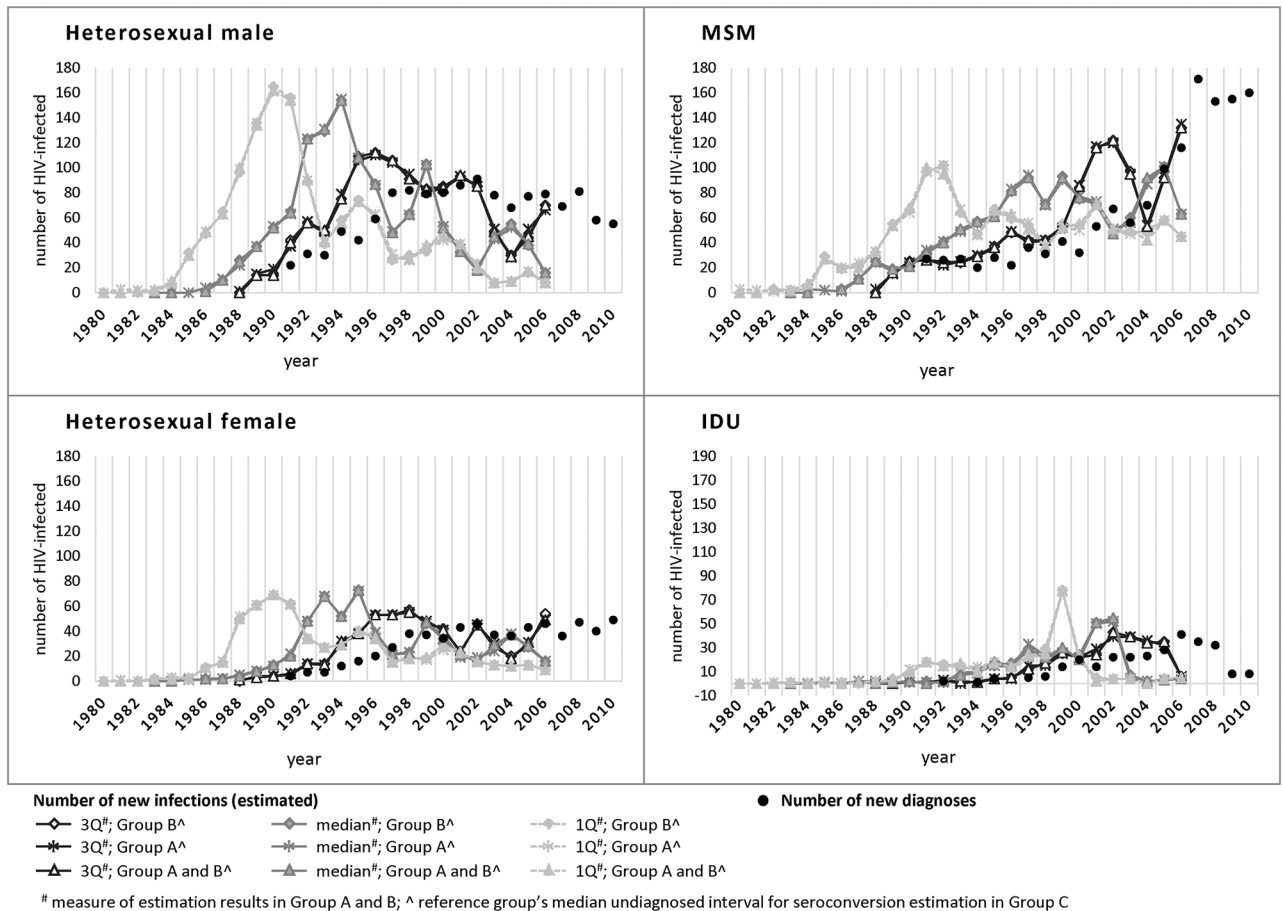 Heterosexual male
number of HIV-infected
180
160
140
120
100
80
60
40
20
0
1980 1982 1984 1986 1988 1990 1992 1994 1996 1998 2000 2002 2004 2006 2008 2010
year
MSM
number of HIV-infected
180
160
140
120
100
80
60
40
20
0
1980 1982 1984 1986 1988 1990 1992 1994 1996 1998 2000 2002 2004 2006 2008 2010
year
Heterosexual female
number of HIV-infected
180
160
140
120
100
80
60
40
20
0
1980 1982 1984 1986 1988 1990 1992 1994 1996 1998 2000 2002 2004 2006 2008 2010
year
IDU
number of HIV-infected
190
170
150
130
110
90
70
50
30
10
-10
1980 1982 1984 1986 1988 1990 1992 1994 1996 1998 2000 2002 2004 2006 2008 2010
year
Number of new infections (estimated)
Number of new diagnoses
3Q#; Group B^ median#; Group B^ 1Q#; Group B^
3Q#; Group A^ median#; Group A^ 1Q#; Group A^
3Q#; Group A and B^ median#; Group A and B^ 1Q#; Group A and B^
# measure of estimation results in Group A and B; ^ reference group's median undiagnosed interval for seroconversion estimation in Group C